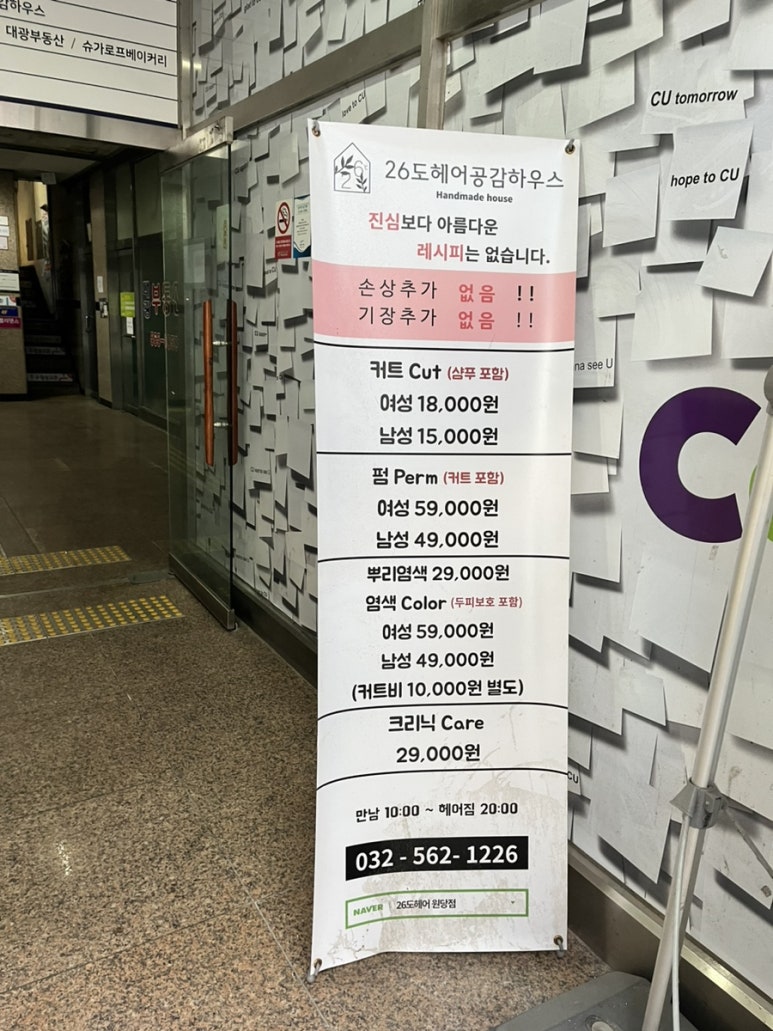 감하우스
대광부동산 / 슈가로프베이커리
love to CU
CU tomorrow
hope to CU
26
26도헤어공감하우스
Handmade house
진심보다 아름다운
레시피는 없습니다.
손상추가 없음 !!
기장추가 없음 !!
커트 Cut (샴푸 포함)
여성 18,000원
남성 15,000원
펌 Perm (커트 포함)
여성 59,000원
남성 49,000원
뿌리염색 29,000원
염색 Color (두피보호 포함)
여성 59,000원
남성 49,000원
(커트비 10,000원 별도)
크리닉 Care
29,000원
만남 10:00 ~ 헤어짐 20:00
032 - 562- 1226
NAVER 26도헤어 원당점
na see U
C
CU